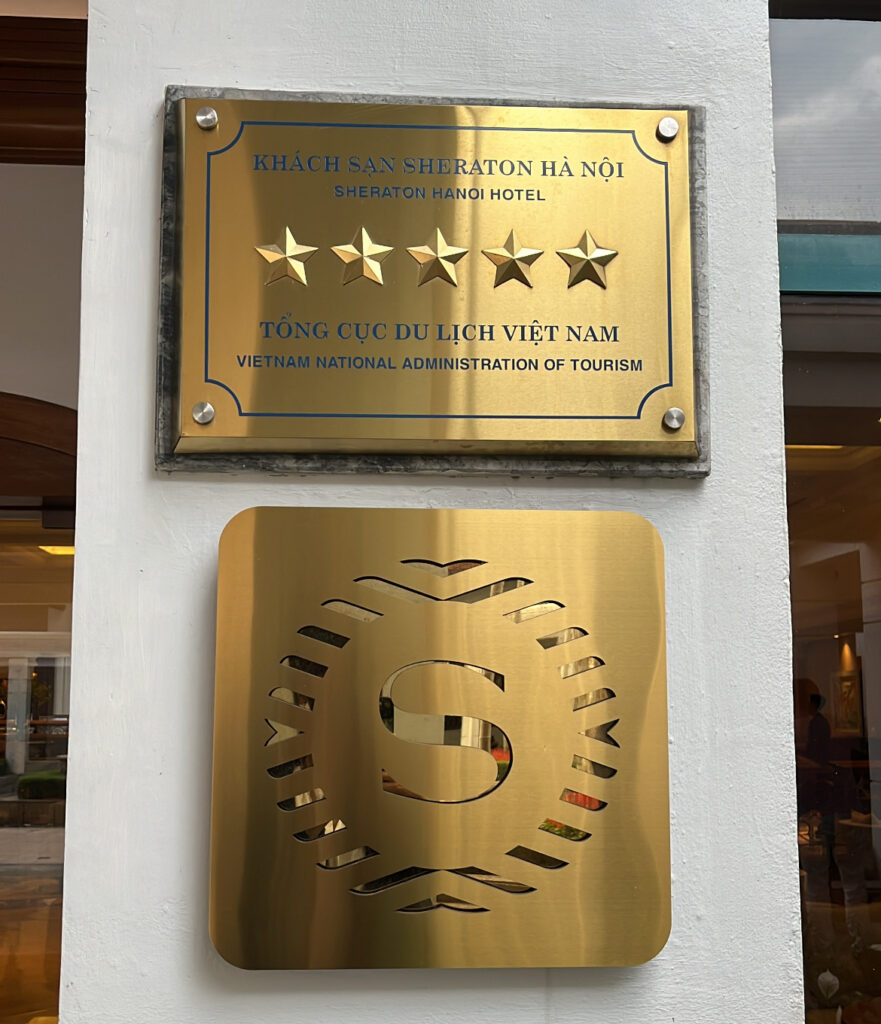 KHÁCH SẠN SHERATON HÀ NỘI
SHERATON HANOI HOTEL
TỔNG CỤC DU LỊCH VIỆT NAM
VIETNAM NATIONAL ADMINISTRATION OF TOURISM
S